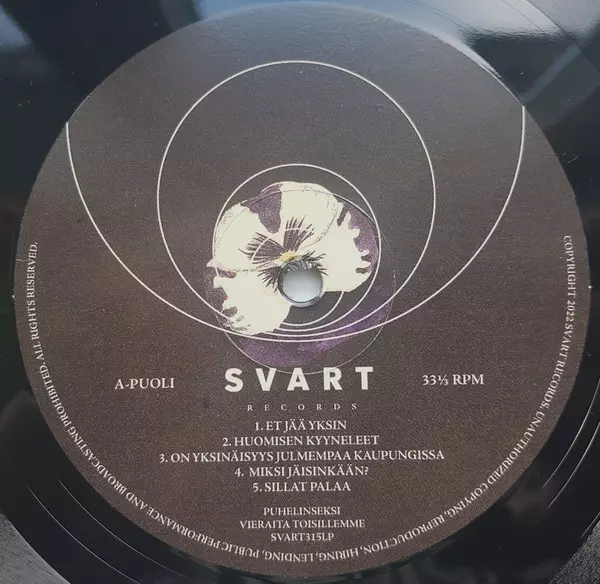 A-PUOLI
SVART
RECORDS
33⅓ RPM
1. ET JÄÄ YKSIN
2. HUOMISEN KYYNELEET
3. ON YKSINÄISYYS JULMEMPAA KAUPUNGISSA
4. MIKSI JÄISINKÄÄN?
5. SILLAT PALAA
PUHELINSEKSI
VIERAITA TOISILLEMME
SVART315LP
COPYRIGHT 2022 SVART RECORDS. UNAUTHORIZED COPYING, REPRODUCTION, HIRING, LENDING, PUBLIC PERFORMANCE AND BROADCASTING PROHIBITED. ALL RIGHTS RESERVED.